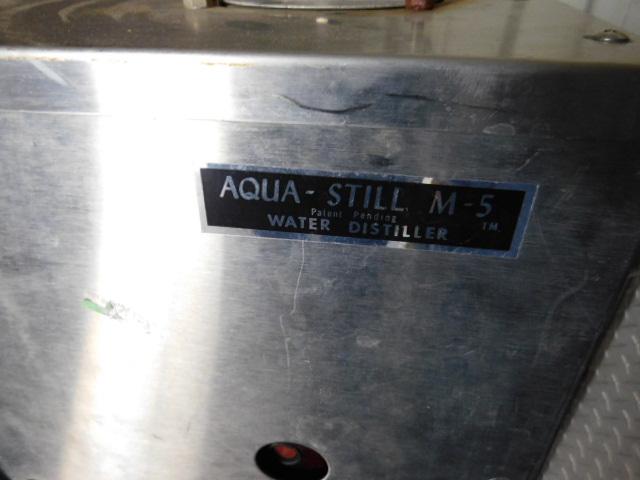 AQUA-STILL M-5
Patent Pending
WATER DISTILLER TM